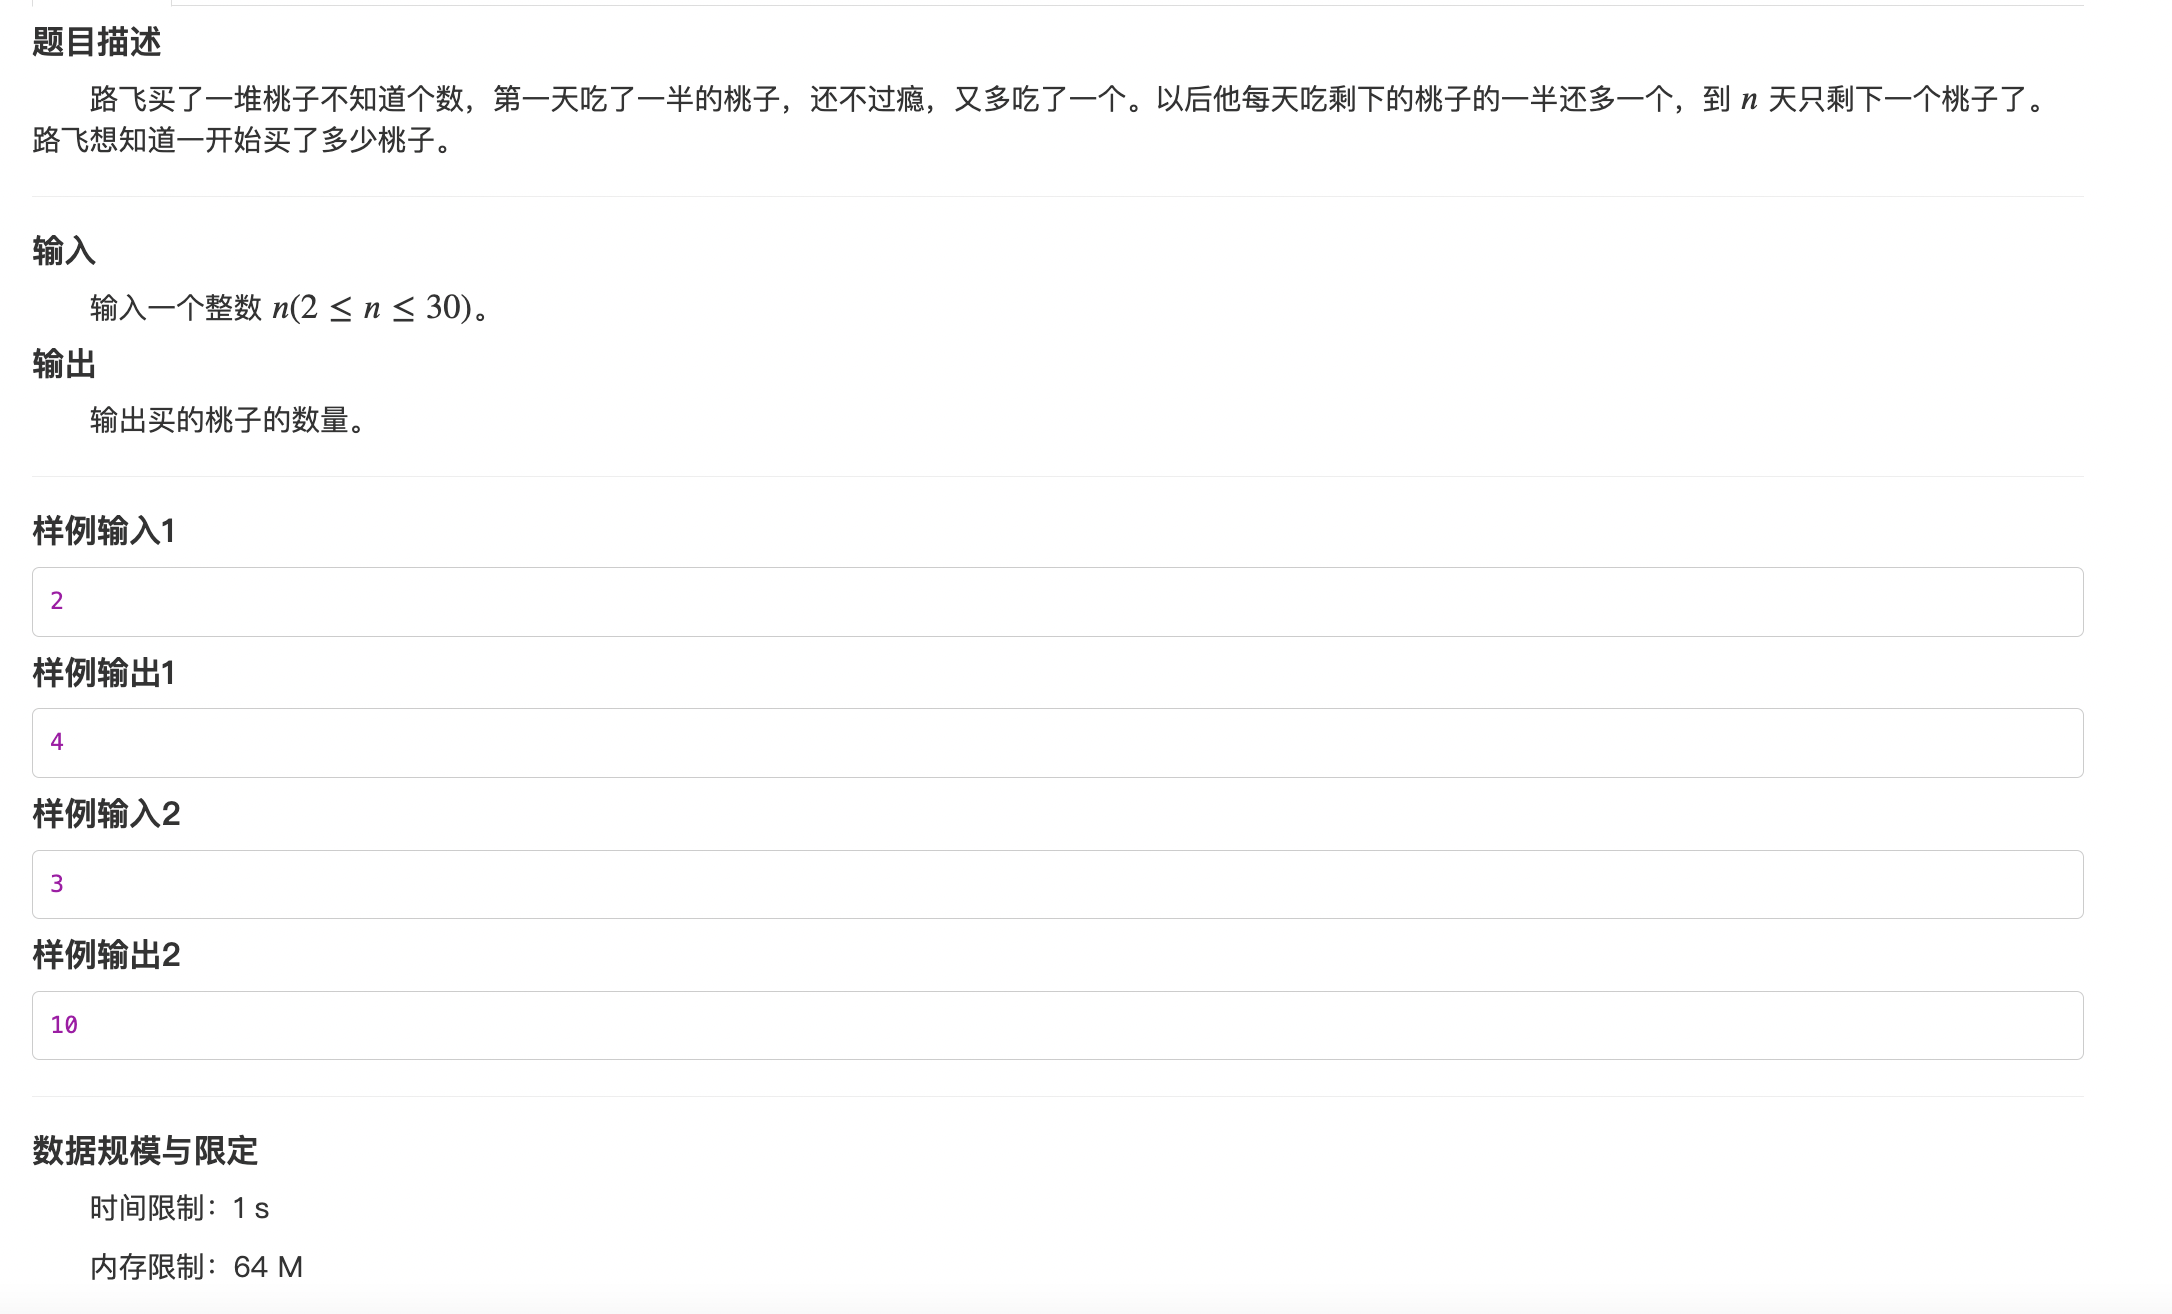 题目描述
路飞买了一堆桃子不知道个数，第一天吃了一半的桃子，还不过瘾，又多吃了一个。以后他每天吃剩下的桃子的一半还多一个，到 n 天只剩下一个桃子了。
路飞想知道一开始买了多少桃子。
输入
输入一个整数 n(2 ≤ n ≤ 30)。
输出
输出买的桃子的数量。
样例输入1
2
样例输出1
4
样例输入2
3
样例输出2
10
数据规模与限定
时间限制：1 s
内存限制：64 M